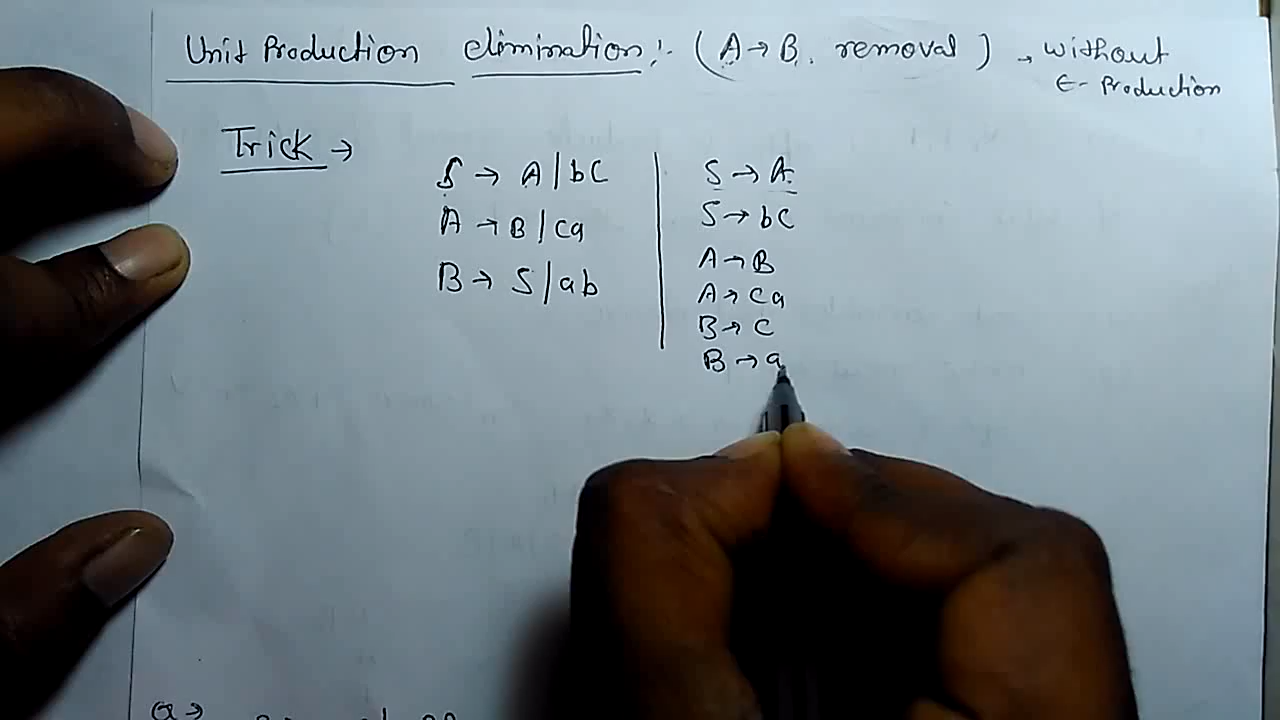 Unit Production elimination :- ( A → B. removal ) → without
ϵ- Production
Trick →
S → A | bC
A → B | Ca
B → S | ab
S → A
S → bC
A → B
A → Ca
B → C
B → a
Q →